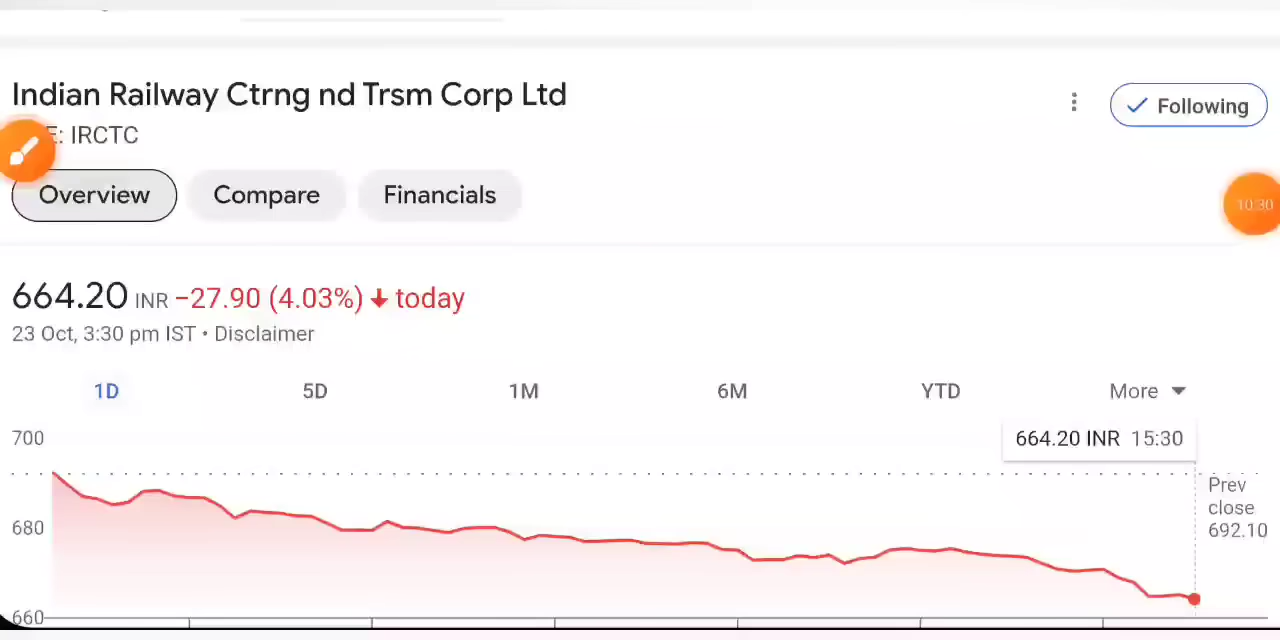 Indian Railway Ctrng nd Trsm Corp Ltd
Following
E: IRCTC
Overview Compare Financials
10:30
664.20 INR −27.90 (4.03%) ↓ today
23 Oct, 3:30 pm IST • Disclaimer
1D 5D 1M 6M YTD More
664.20 INR 15:30
700
Prev
close
692.10
680
660